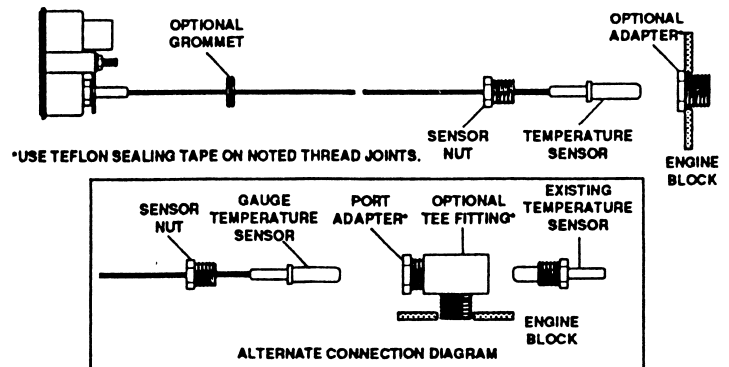 OPTIONAL
GROMMET
OPTIONAL
ADAPTER*
SENSOR
NUT
TEMPERATURE
SENSOR
ENGINE
BLOCK
*USE TEFLON SEALING TAPE ON NOTED THREAD JOINTS.
SENSOR
NUT
GAUGE
TEMPERATURE
SENSOR
PORT
ADAPTER*
OPTIONAL
TEE FITTING*
EXISTING
TEMPERATURE
SENSOR
ENGINE
BLOCK
ALTERNATE CONNECTION DIAGRAM